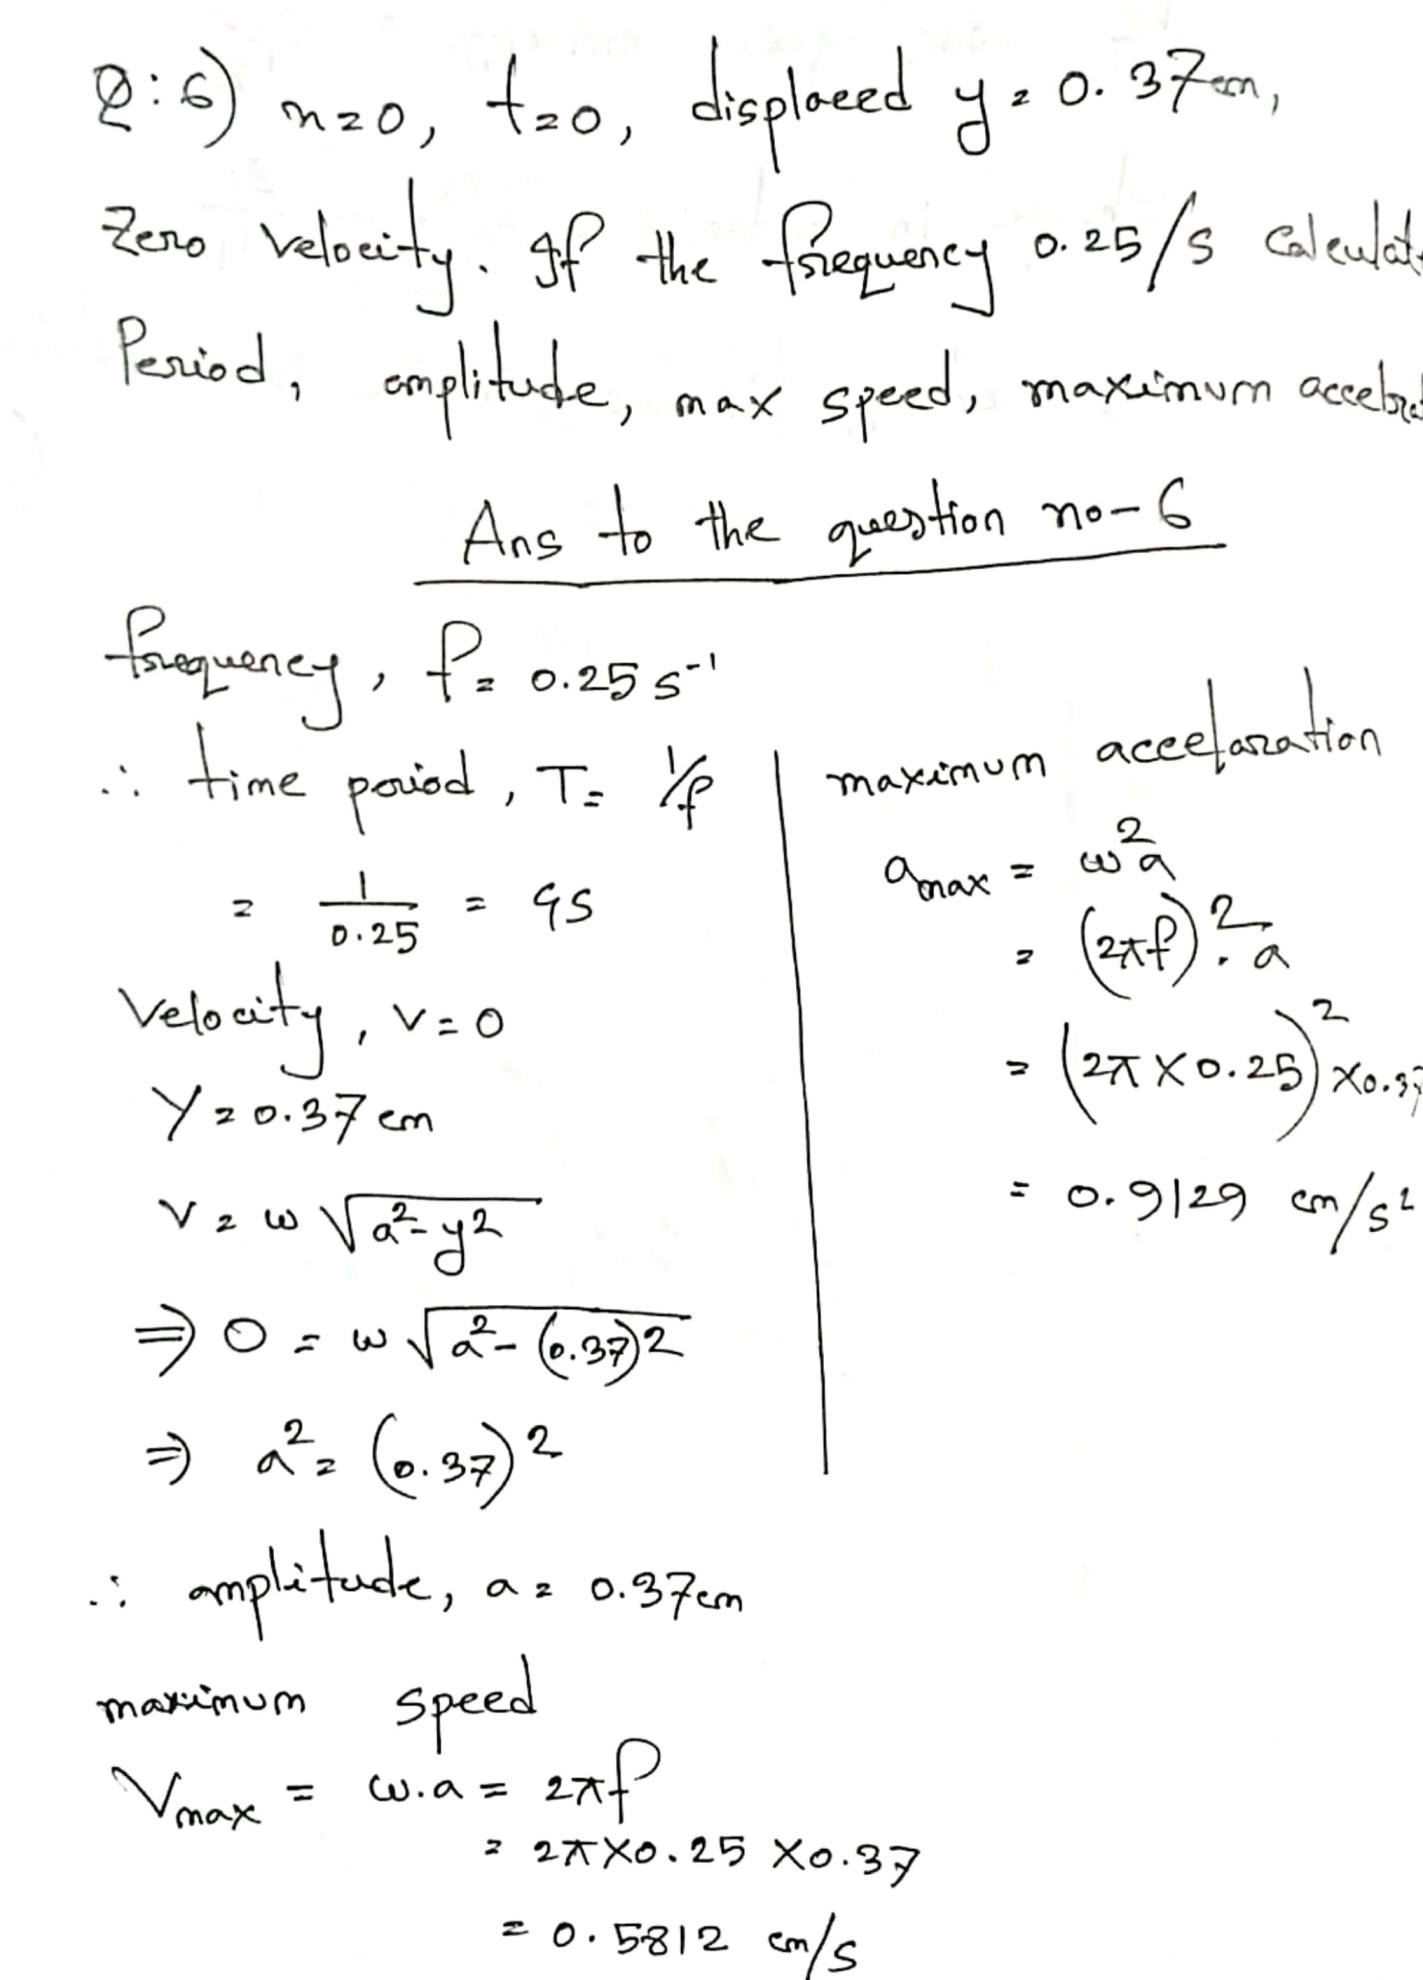 Q:6) x=0, t=0, displaced y=0.37cm,
Zero velocity. If the frequency 0.25/s Calculat
Period, amplitude, max speed, maximum
Ans to the question no-6
frequency, f= 0.25 s⁻¹
∴ time period, T= 1/f
= 1/0.25 = 4s
Velocity, v=0
Y=0.37 cm
v=ω√(a²-y²)
⇒ 0 = ω√(a²-(0.37)²)
⇒ a²=(0.37)²
∴ amplitude, a=0.37cm
maximum speed
Vmax = ω.a = 2πf
= 2π×0.25 ×0.37
= 0.5812 cm/s
maximum accelaration
amax = ω²a
= (2πf)².a
= (2π×0.25)²×0.37
= 0.9129 cm/s²